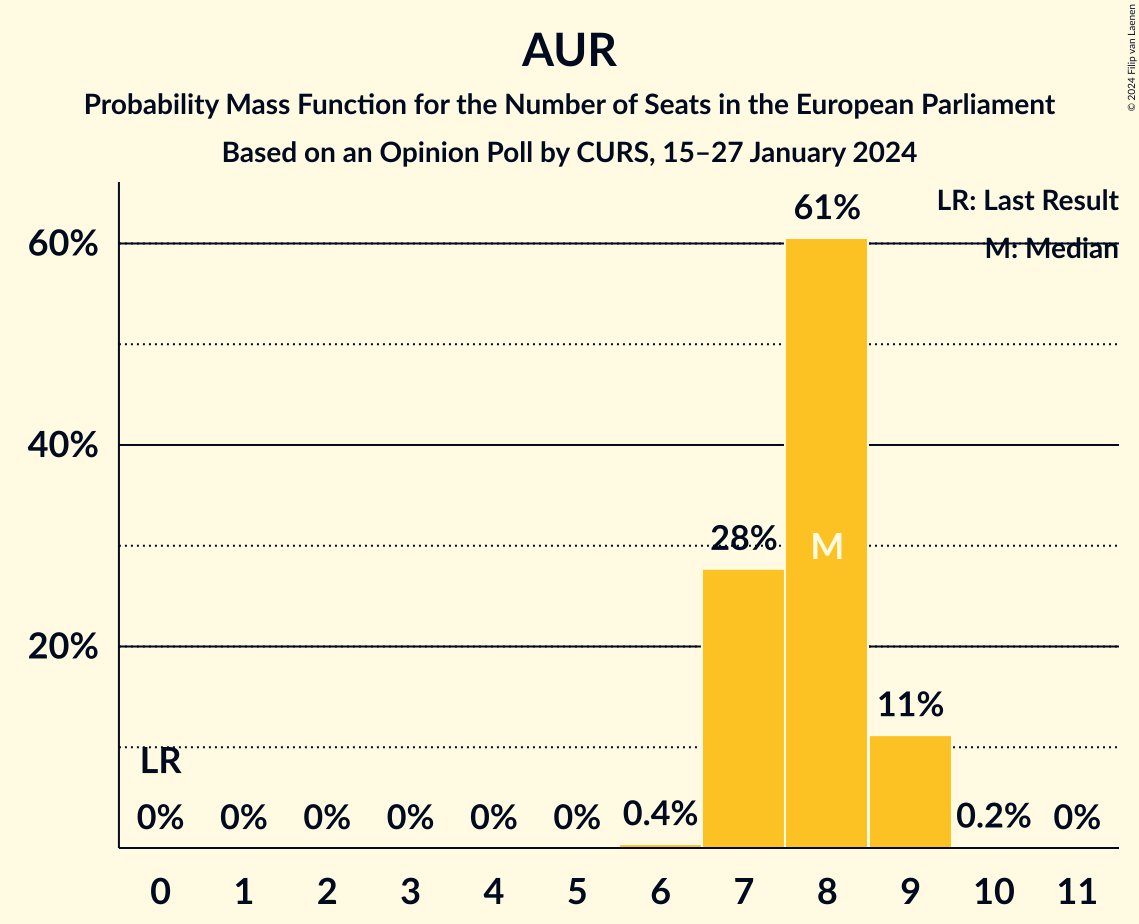 AUR
Probability Mass Function for the Number of Seats in the European Parliament
Based on an Opinion Poll by CURS, 15–27 January 2024
© 2024 Filip van Laenen
LR: Last Result
M: Median
60%
40%
20%
61%
28%
M
11%
LR
0% 0% 0% 0% 0% 0% 0.4% 0.2% 0%
0 1 2 3 4 5 6 7 8 9 10 11